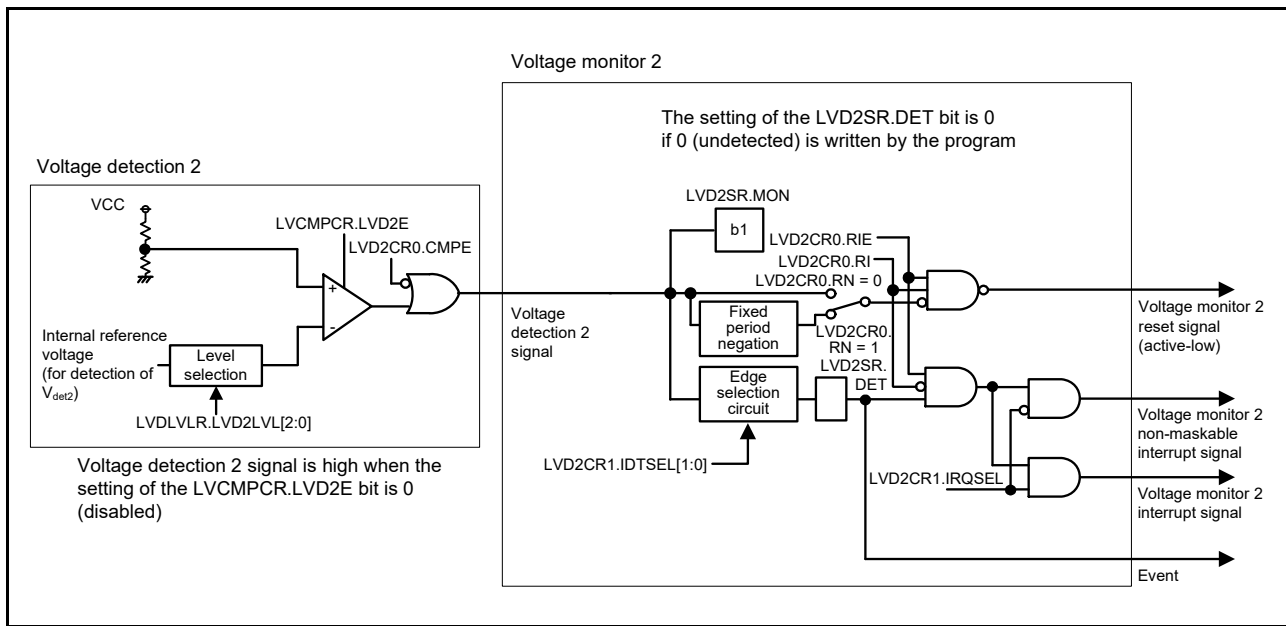 Voltage monitor 2
The setting of the LVD2SR.DET bit is 0
if 0 (undetected) is written by the program
Voltage detection 2
VCC
LVCMPCR.LVD2E
LVD2CR0.CMPE
+
-
Internal reference
voltage
(for detection of
Vdet2)
Level
selection
LVDLVLR.LVD2LVL[2:0]
Voltage detection 2 signal is high when the
setting of the LVCMPCR.LVD2E bit is 0
(disabled)
Voltage
detection 2
signal
LVD2SR.MON
b1
LVD2CR0.RIE
LVD2CR0.RI
LVD2CR0.RN = 0
Fixed
period
negation
LVD2CR0.
RN = 1
LVD2SR.
DET
Edge
selection
circuit
LVD2CR1.IDTSEL[1:0]
LVD2CR1.IRQSEL
Voltage monitor 2
reset signal
(active-low)
Voltage monitor 2
non-maskable
interrupt signal
Voltage monitor 2
interrupt signal
Event